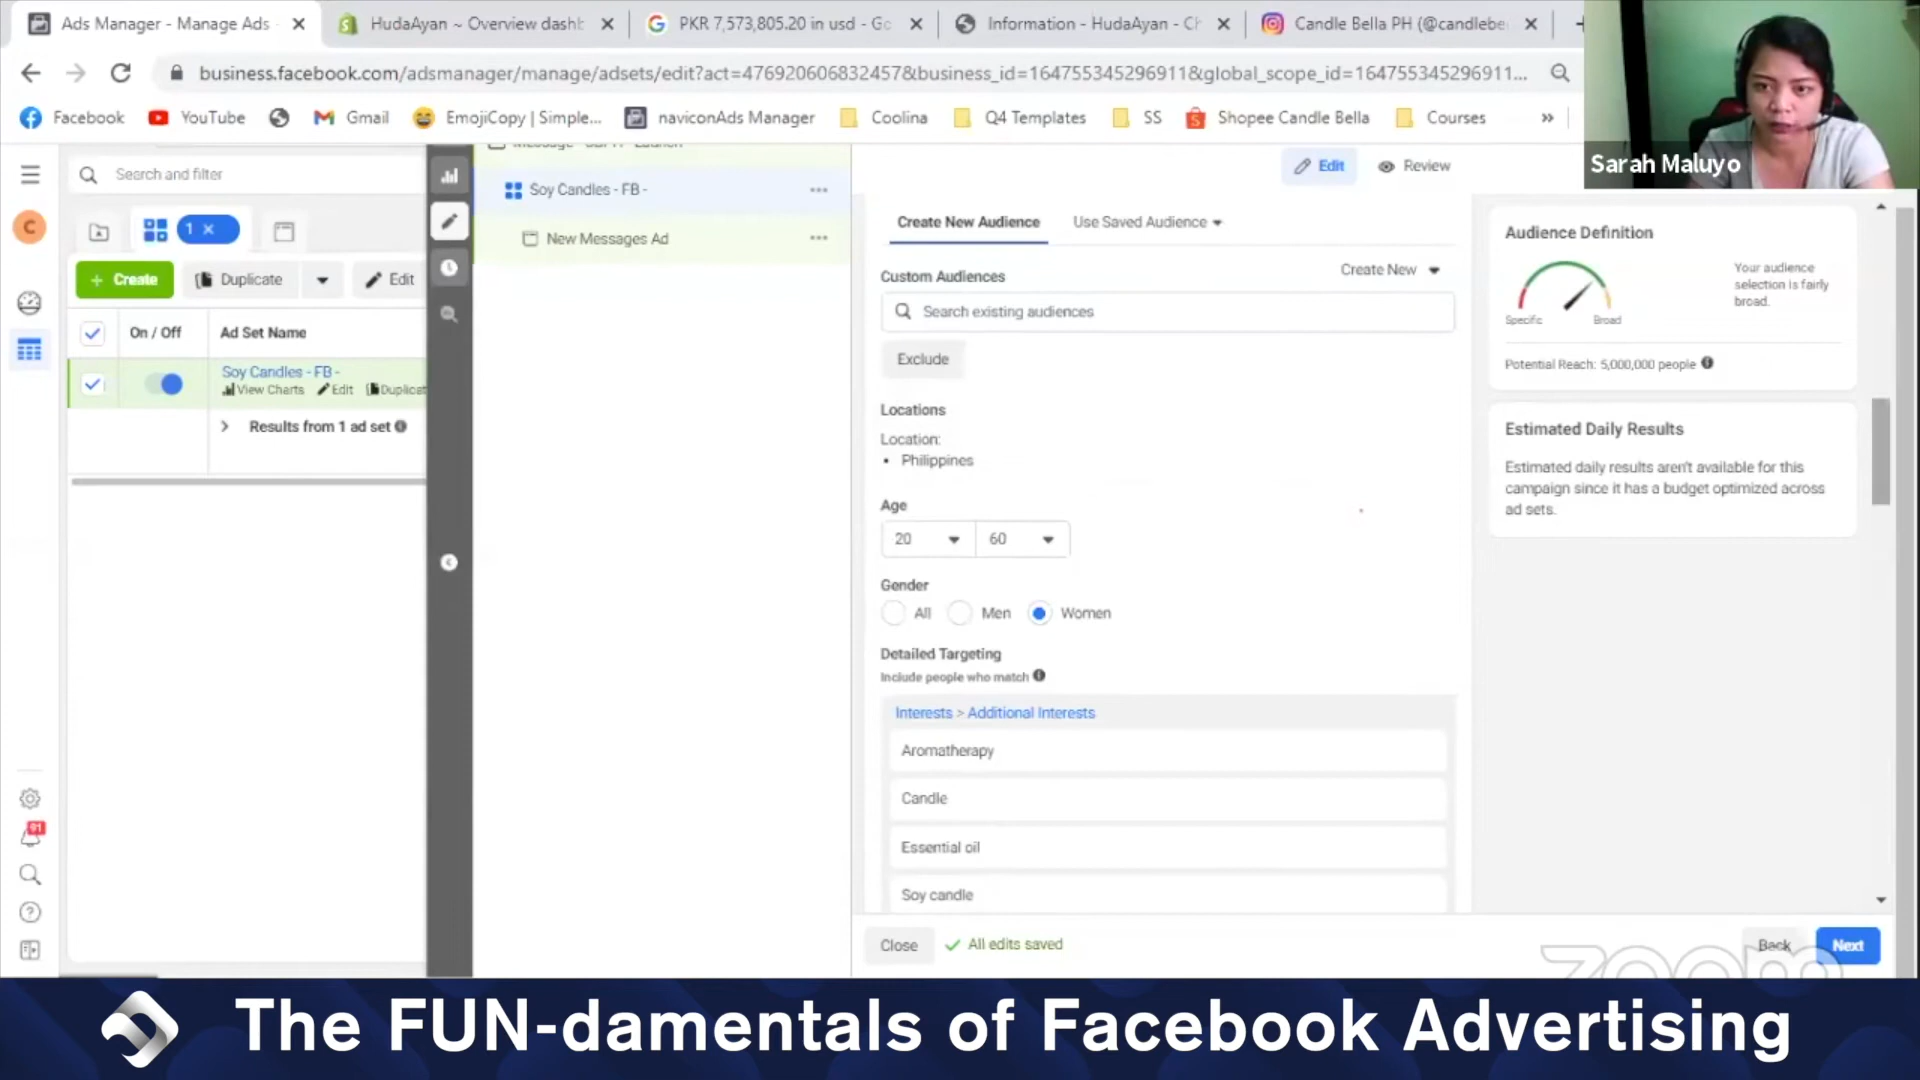 Ads Manager - Manage Ads
HudaAyan ~ Overview dasht
PKR 7,573,805.20 in usd - Go
Information - HudaAyan - Ch
Candle Bella PH (@candlebe
business.facebook.com/adsmanager/manage/adsets/edit?act=476920606832457&business_id=164755345296911&global_scope_id=164755345296911...
Facebook
YouTube
Gmail
EmojiCopy | Simple...
naviconAds Manager
Coolina
Q4 Templates
SS
Shopee Candle Bella
Courses
»
Sarah Maluyo
Search and filter
C
1 ×
+ Create
Duplicate
Edit
On / Off
Ad Set Name
Soy Candles - FB -
View Charts
Edit
Duplicat
Results from 1 ad set
91
Soy Candles - FB -
New Messages Ad
Edit
Review
Create New Audience
Use Saved Audience
Custom Audiences
Create New
Search existing audiences
Exclude
Locations
Location:
• Philippines
Age
20
60
Gender
All
Men
Women
Detailed Targeting
Include people who match
Interests > Additional Interests
Aromatherapy
Candle
Essential oil
Soy candle
Close
All edits saved
Back
Next
Audience Definition
Specific
Broad
Your audience
selection is fairly
broad.
Potential Reach: 5,000,000 people
Estimated Daily Results
Estimated daily results aren't available for this
campaign since it has a budget optimized across
ad sets.
zoom
The FUN-damentals of Facebook Advertising